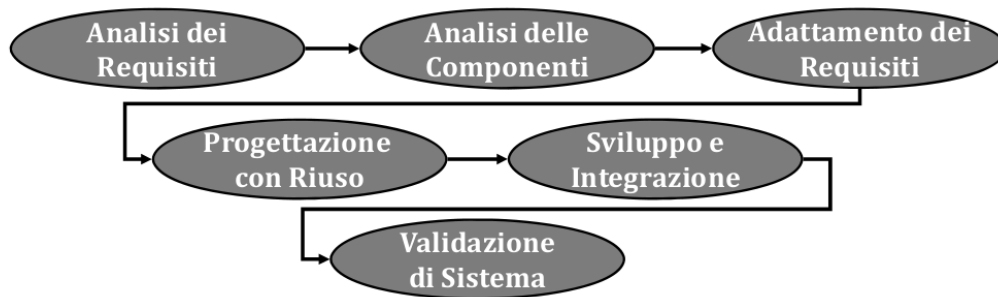 Analisi dei
Requisiti
Analisi delle
Componenti
Adattamento dei
Requisiti
Progettazione
con Riuso
Sviluppo e
Integrazione
Validazione
di Sistema